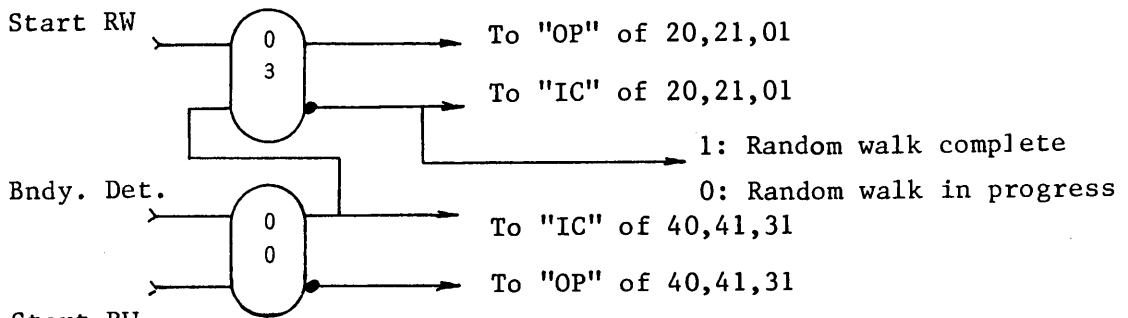 Start RW
0
3
To "OP" of 20,21,01
To "IC" of 20,21,01
1: Random walk complete
0: Random walk in progress
Bndy. Det.
0
0
To "IC" of 40,41,31
To "OP" of 40,41,31